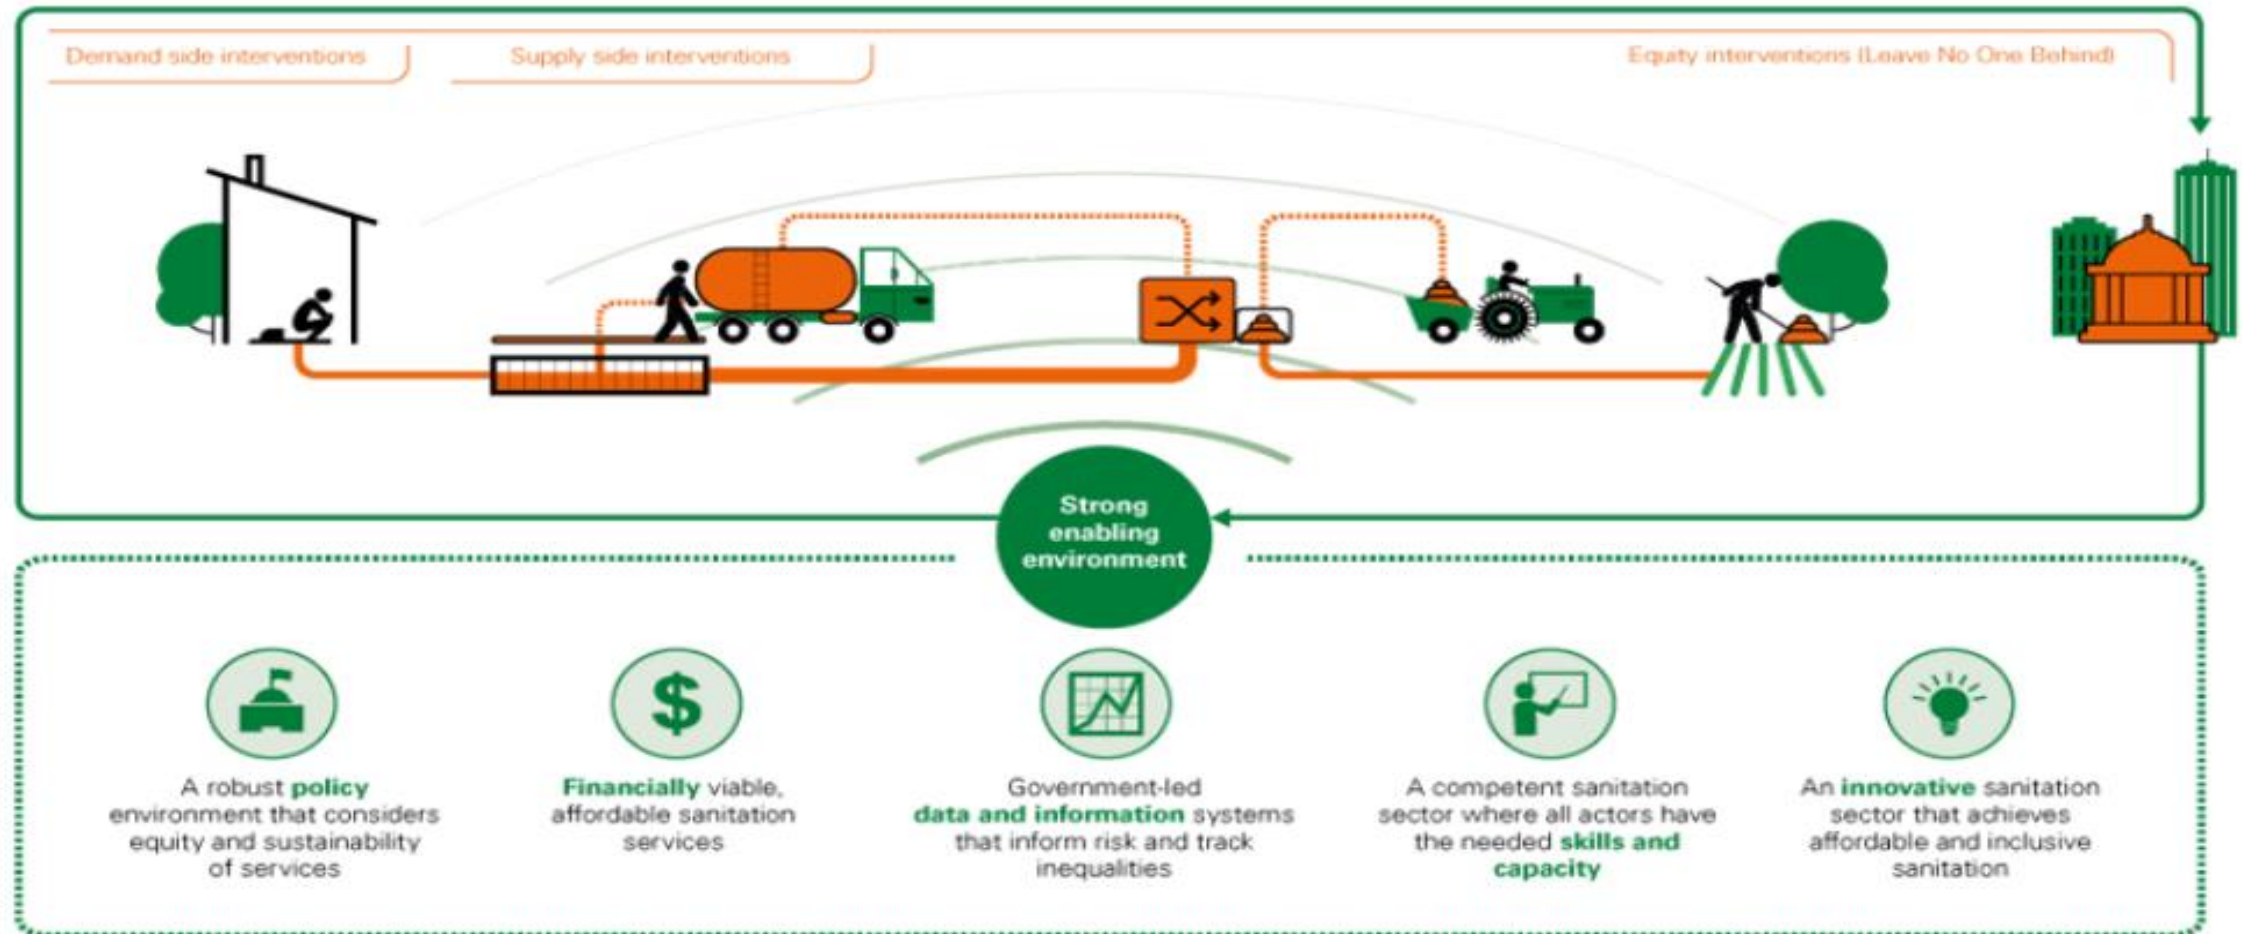 Demand side interventions
Supply side interventions
Equity interventions (Leave No One Behind)
Strong
enabling
environment
$
A robust policy
environment that considers
equity and sustainability
of services
Financially viable,
affordable sanitation
services
Government-led
data and information systems
that inform risk and track
inequalities
A competent sanitation
sector where all actors have
the needed skills and
capacity
An innovative sanitation
sector that achieves
affordable and inclusive
sanitation